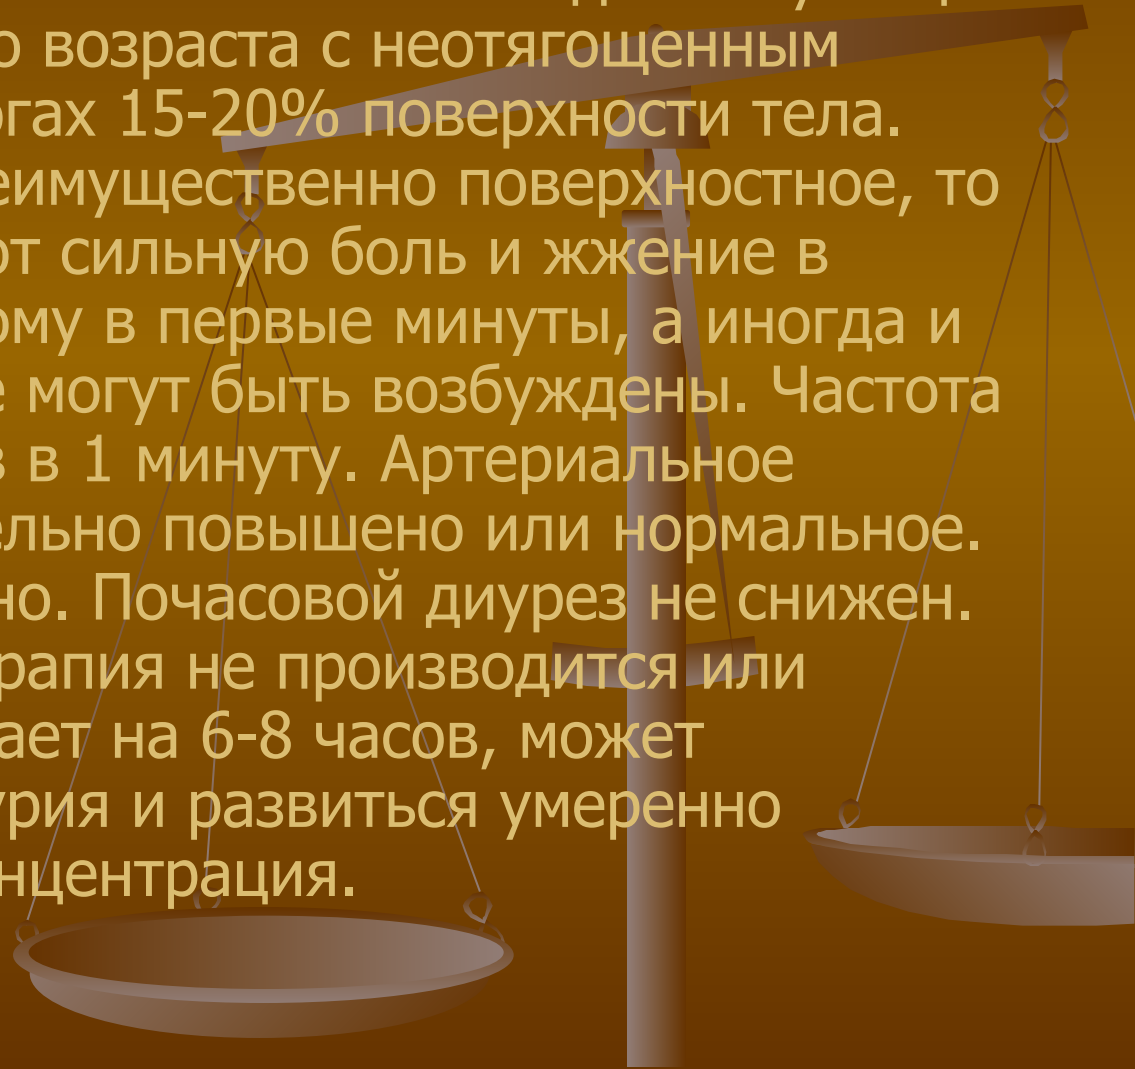 о возраста с неотягощенным
огах 15-20% поверхности тела.
еимущественно поверхностное, то
от сильную боль и жжение в
ому в первые минуты, а иногда и
е могут быть возбуждены. Частота
в в 1 минуту. Артериальное
ельно повышено или нормальное.
но. Почасовой диурез не снижен.
рапия не производится или
ает на 6-8 часов, может
урия и развиться умеренно
нцентрация.